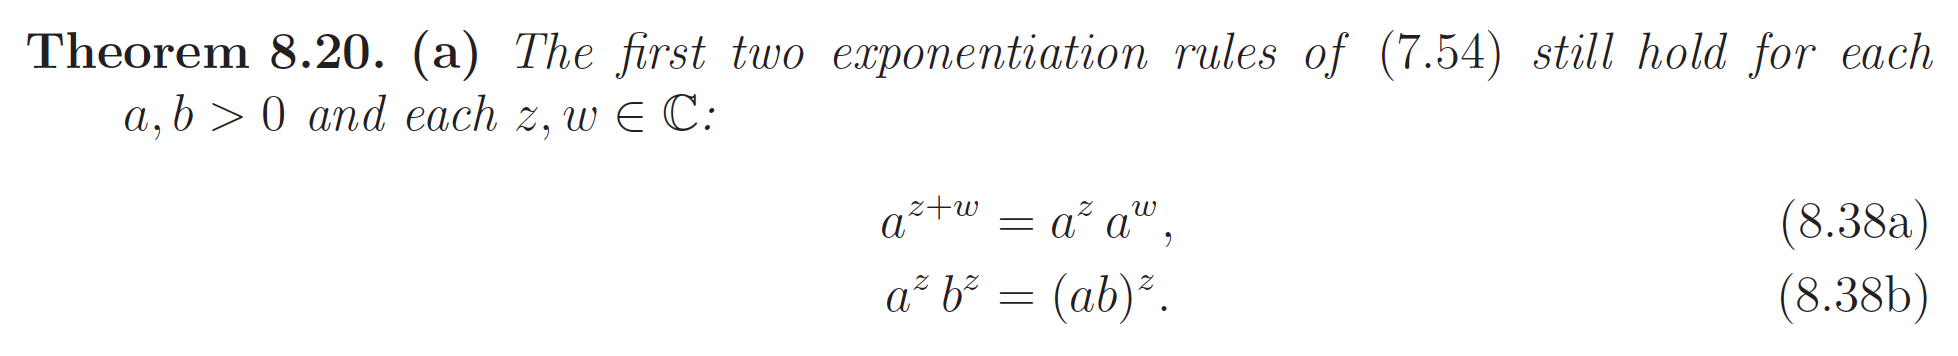 Theorem 8.20. (a) The first two exponentiation rules of (7.54) still hold for each
a, b > 0 and each z, w ∈ ℂ:
a^{z+w} = a^z a^w, (8.38a)
a^z b^z = (ab)^z. (8.38b)